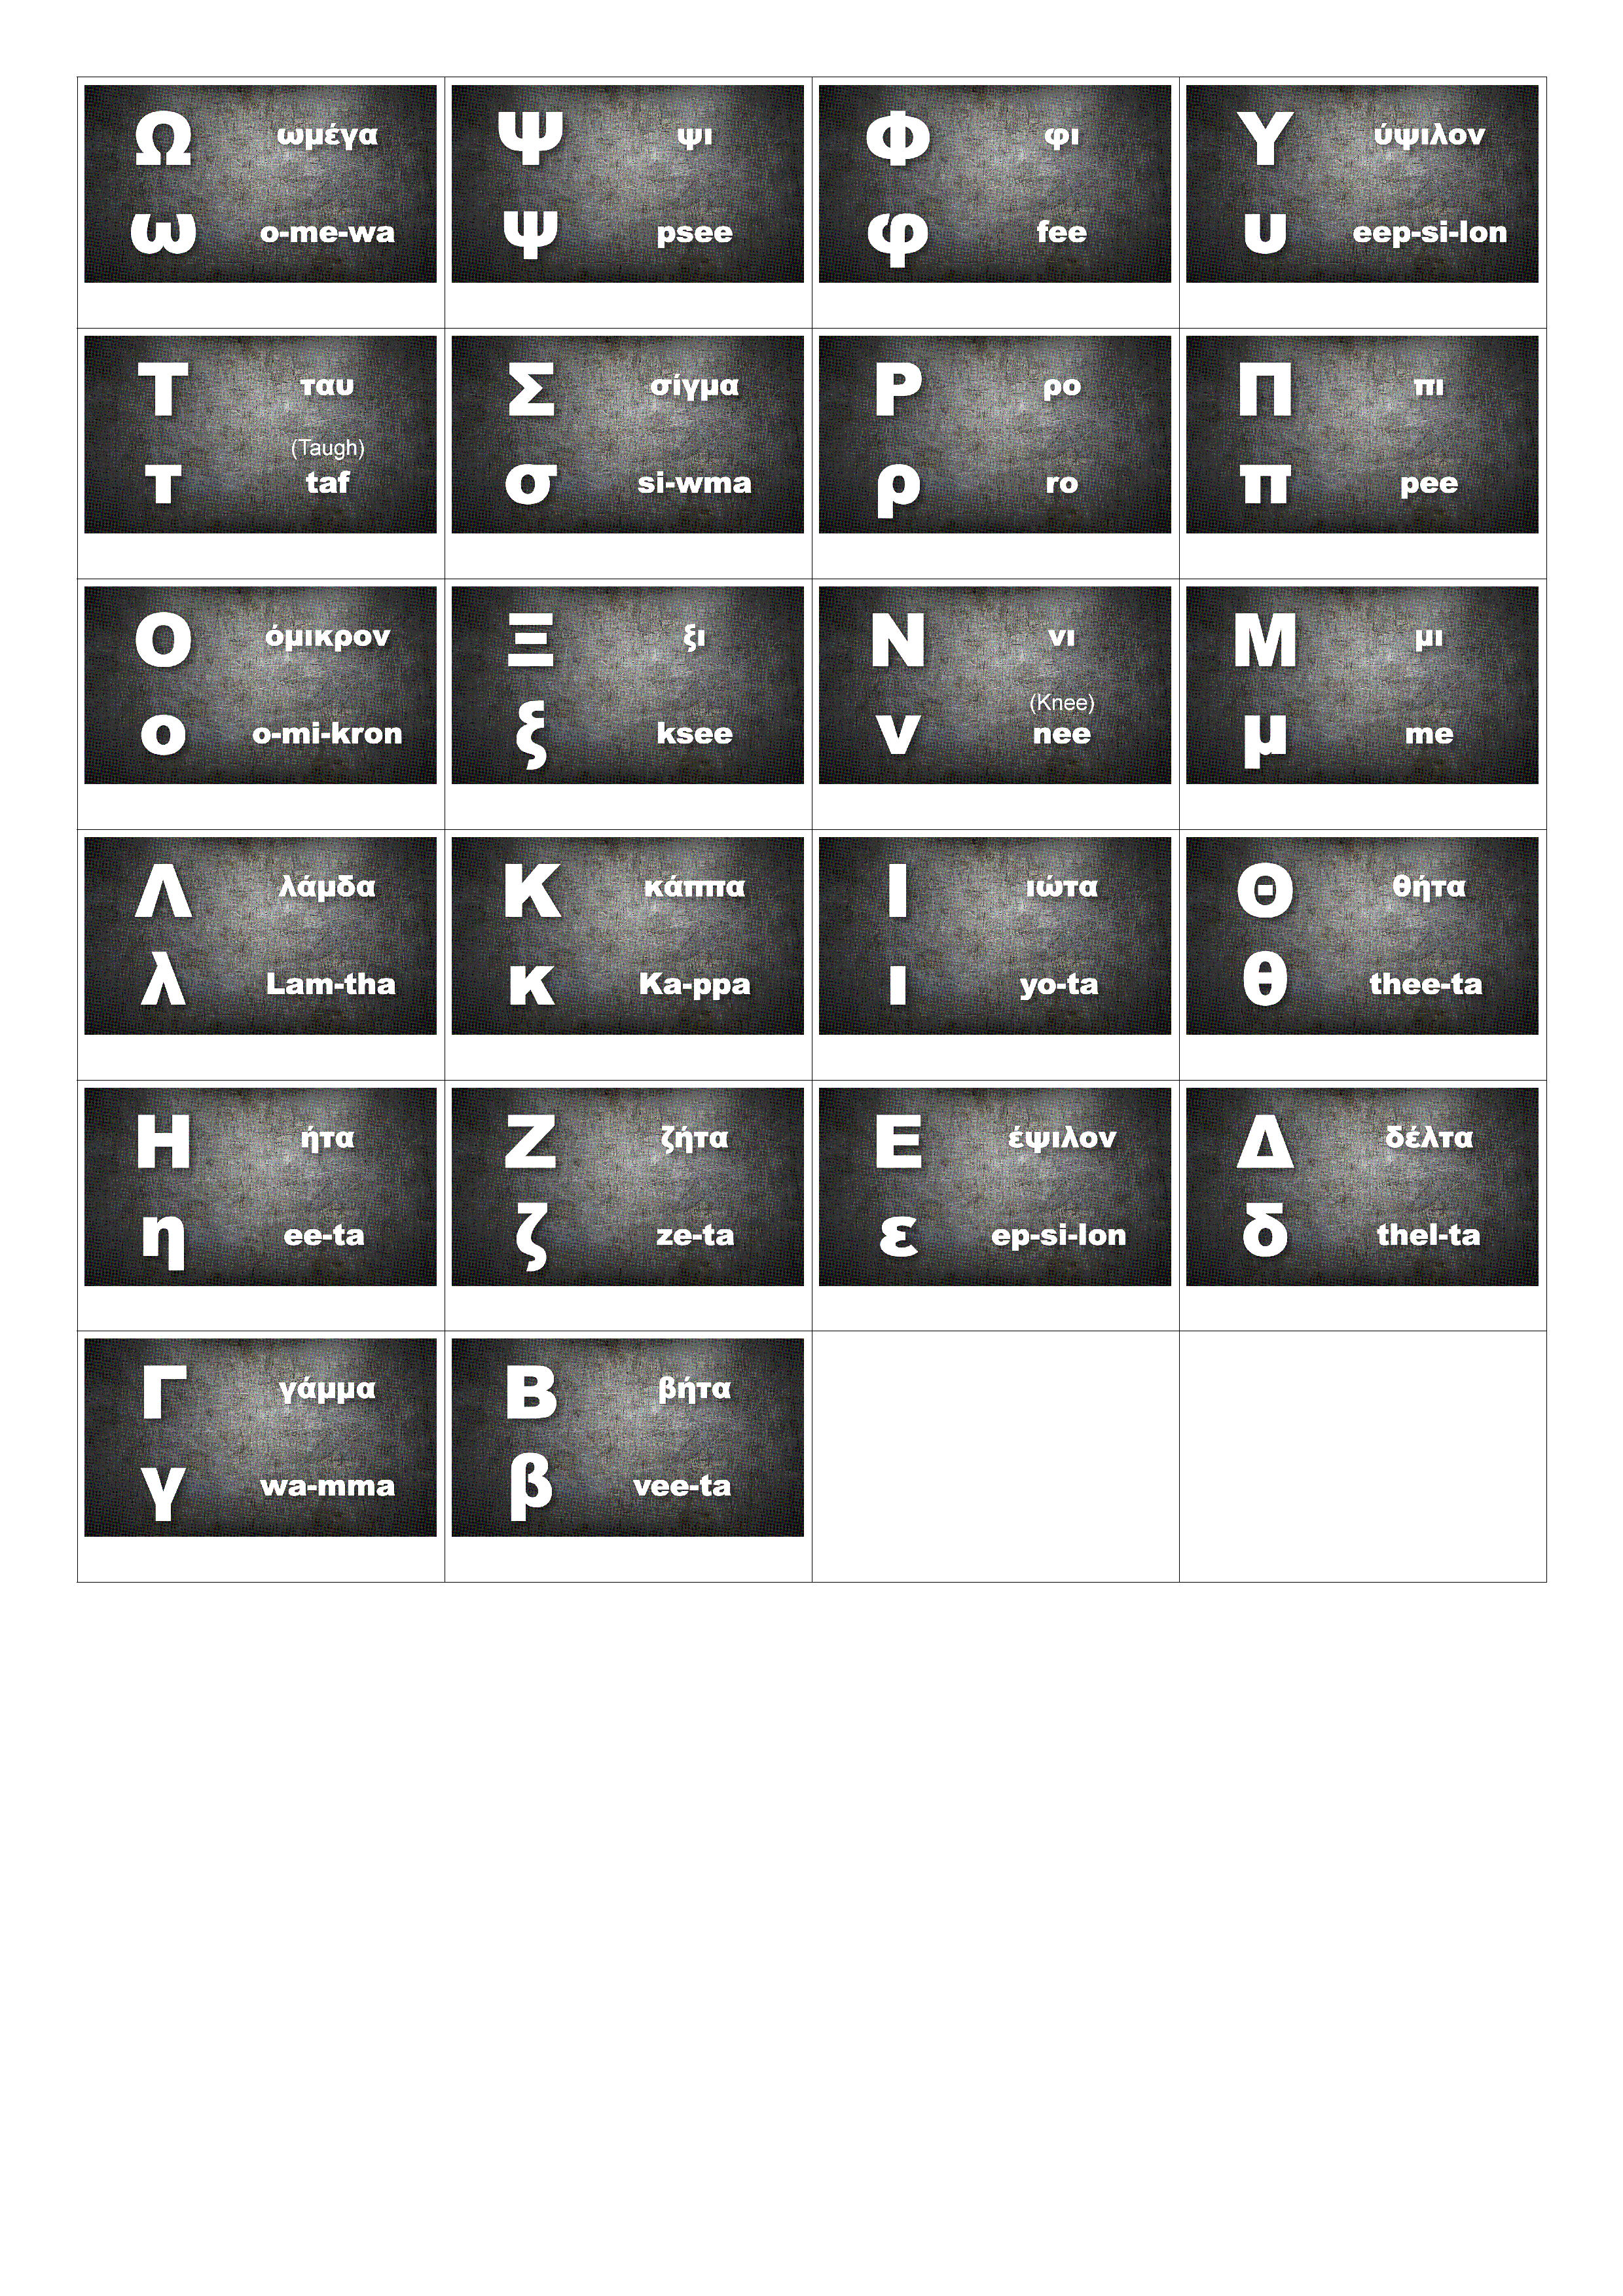 Ω ωμέγα
ω o-me-wa
Ψ ψι
ψ psee
Φ φι
φ fee
Υ ύψιλον
υ eep-si-lon
Τ ταυ
(Taugh)
τ taf
Σ σίγμα
σ si-wma
Ρ ρο
ρ ro
Π πι
π pee
Ο όμικρον
ο o-mi-kron
Ξ ξι
ξ ksee
Ν νι
(Knee)
ν nee
Μ μι
μ me
Λ λάμδα
λ Lam-tha
Κ κάππα
κ Ka-ppa
Ι ιώτα
ι yo-ta
Θ θήτα
θ thee-ta
Η ήτα
η ee-ta
Ζ ζήτα
ζ ze-ta
Ε έψιλον
ε ep-si-lon
Δ δέλτα
δ thel-ta
Γ γάμμα
γ wa-mma
Β βήτα
β vee-ta